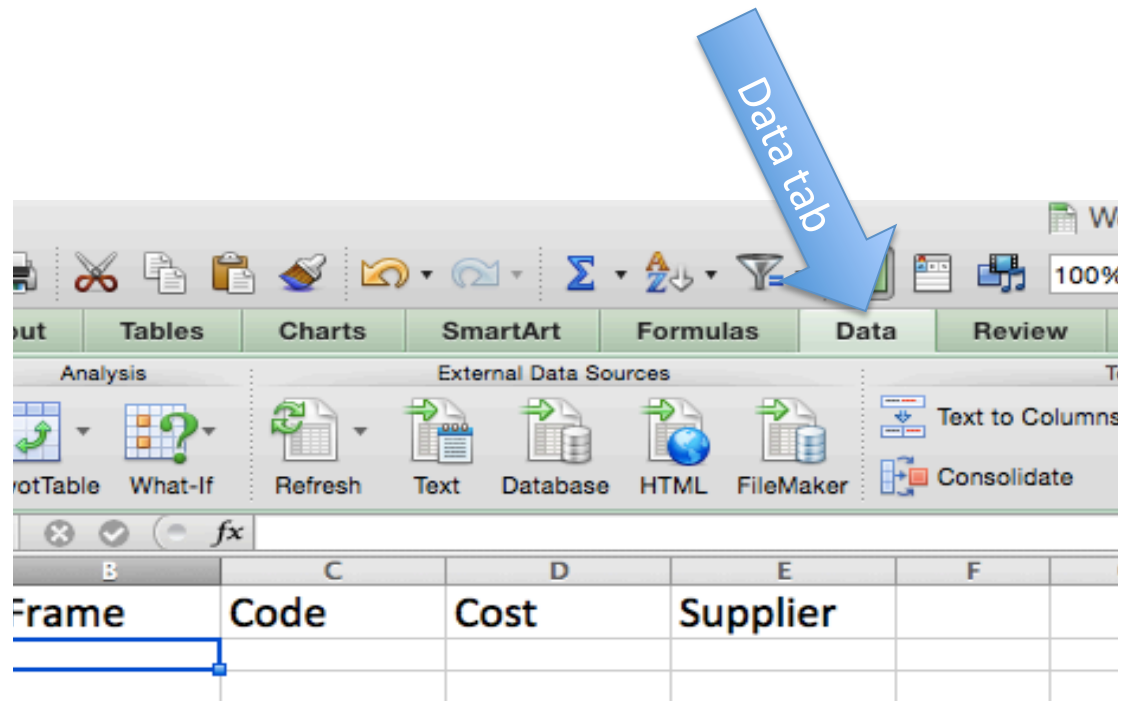 Data tab
W
100%
out Tables Charts SmartArt Formulas Data Review
Analysis External Data Sources T
votTable What-If Refresh Text Database HTML FileMaker Text to Columns
Consolidate
fx
B C D E F
Frame Code Cost Supplier